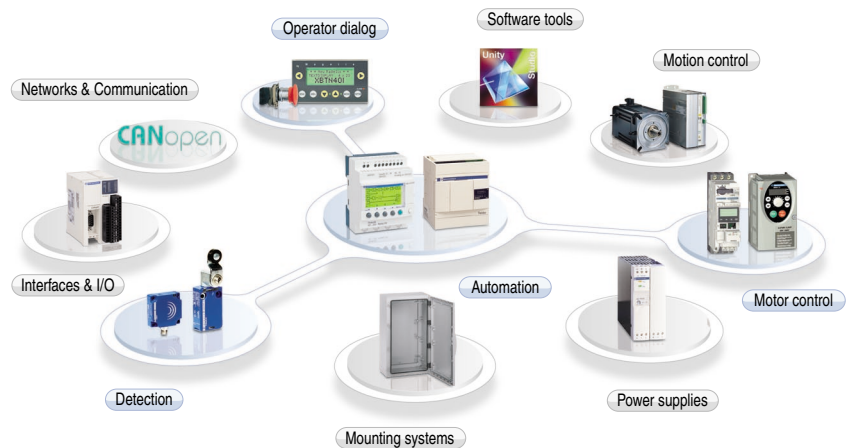 Operator dialog
Software tools
Motion control
Networks & Communication
XBTN401
Unity
Studio
CANopen
Interfaces & I/O
Automation
Motor control
Detection
Power supplies
Mounting systems